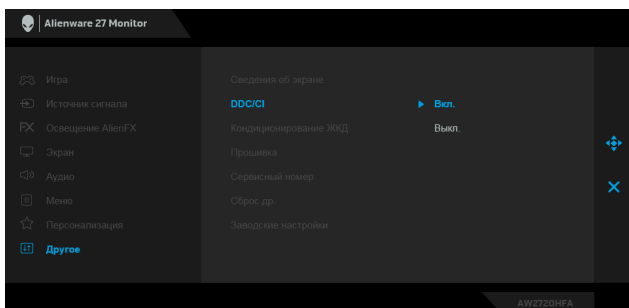 Alienware 27 Monitor
Игра
Источник сигнала
Освещение AlienFX
Экран
Аудио
Меню
Персонализация
Другое
Сведения об экране
DDC/CI
Кондиционирование ЖКД
Прошивка
Сервисный номер
Сброс др.
Заводские настройки
Вкл.
Выкл.
AW2720HFA